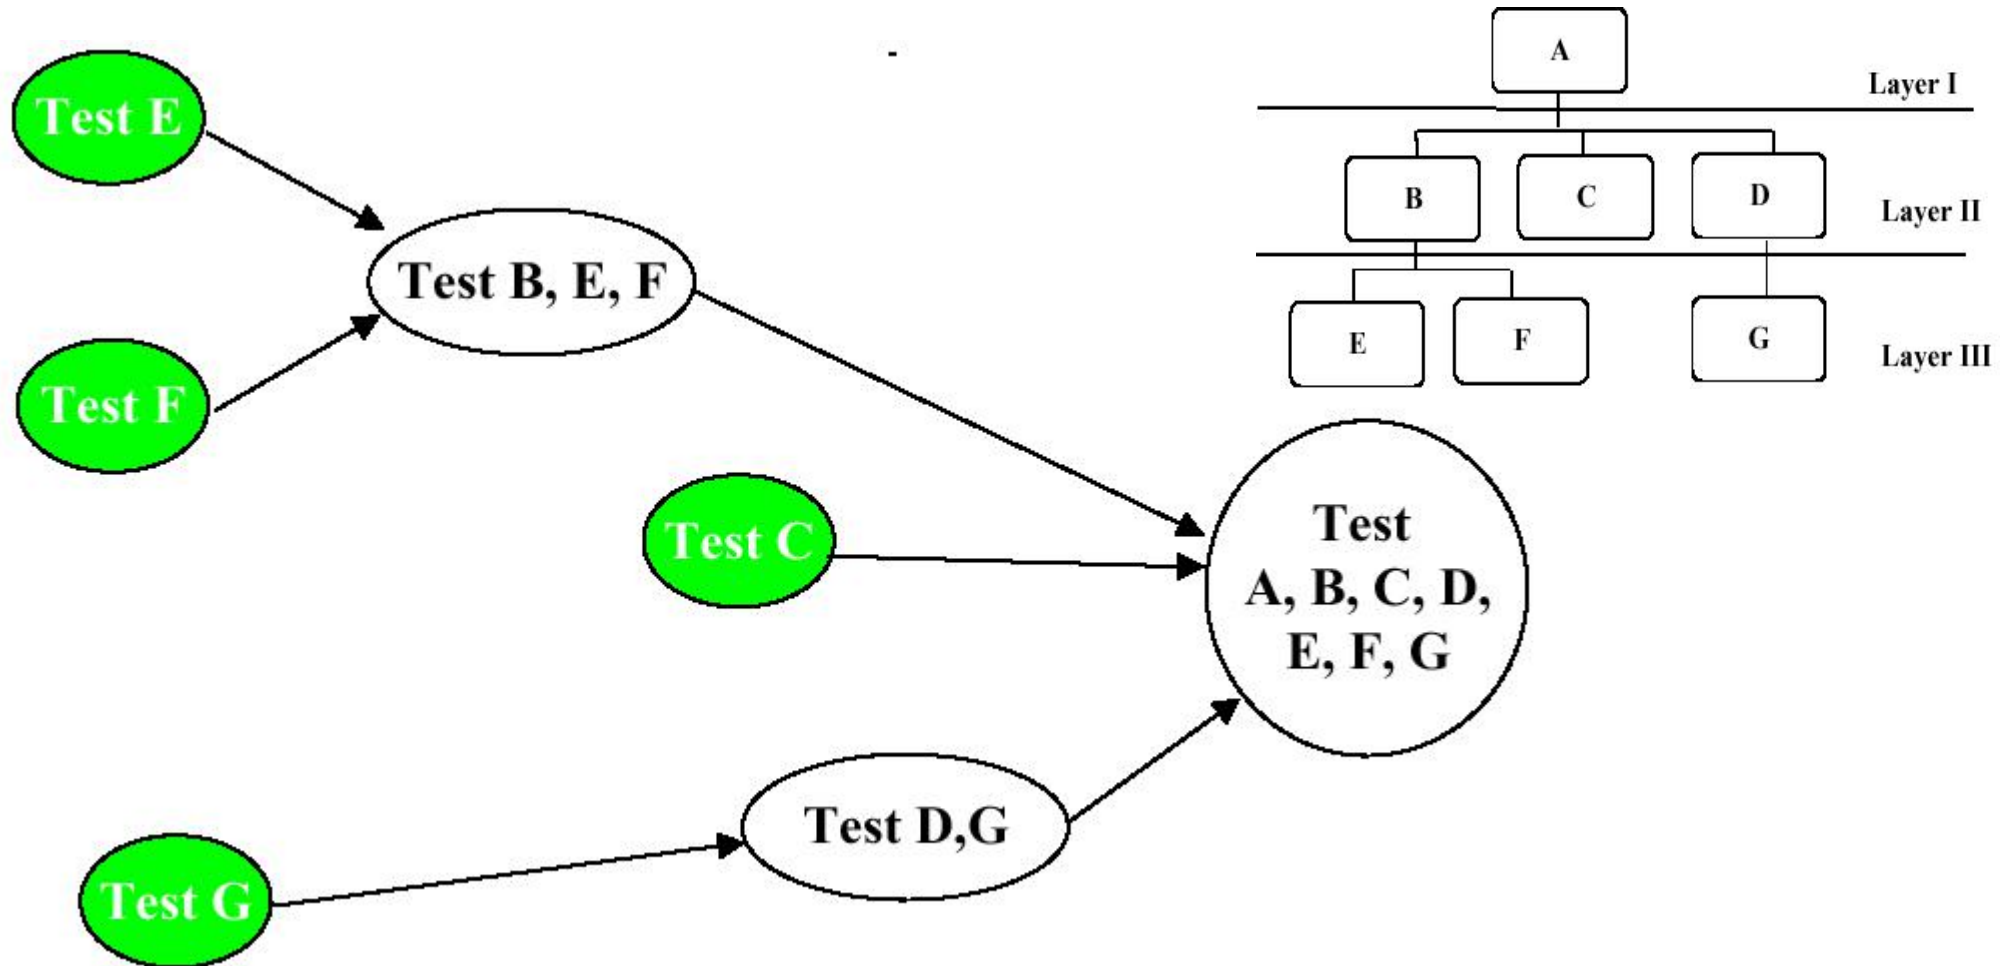 A
Layer I
Test E
B
C
D
Layer II
Test B, E, F
E
F
G
Layer III
Test F
Test C
Test
A, B, C, D,
E, F, G
Test D,G
Test G
-